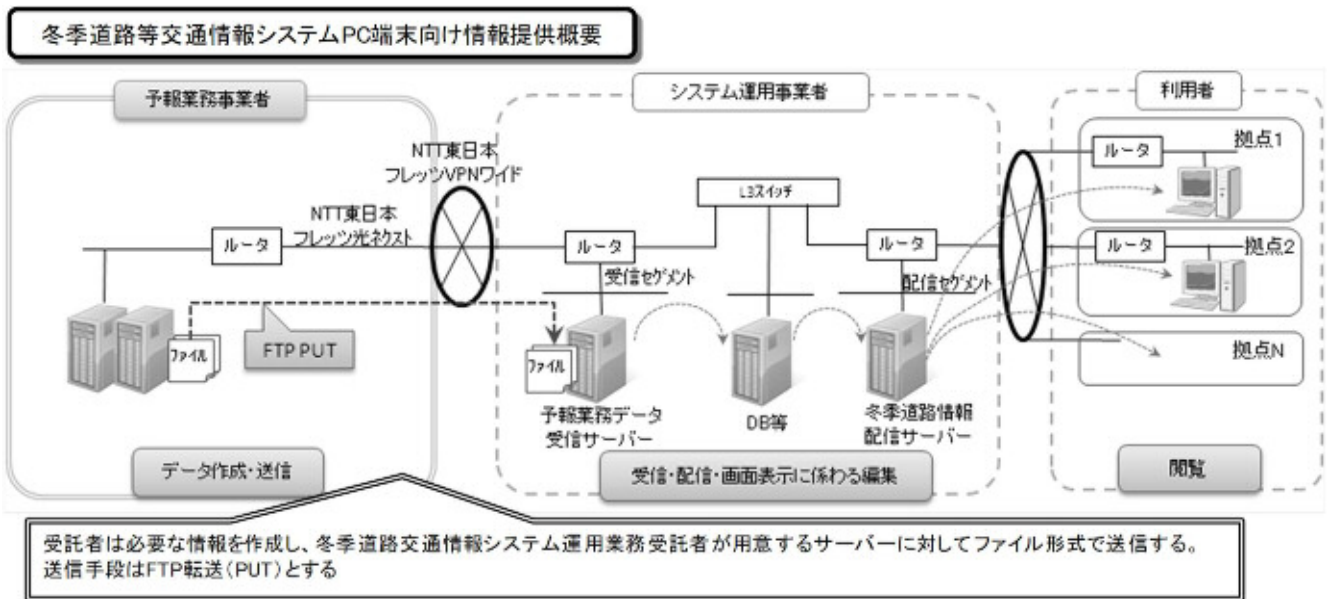 冬季道路等交通情報システムPC端末向け情報提供概要
予報業務事業者
システム運用事業者
利用者
NTT東日本
フレッツVPNワイド
NTT東日本
フレッツ光ネクスト
ルータ
ルータ
受信セグメント
L3スイッチ
ルータ
配信セグメント
ルータ
拠点1
ルータ
拠点2
拠点N
ファイル
FTP PUT
ファイル
予報業務データ
受信サーバー
DB等
冬季道路情報
配信サーバー
データ作成・送信
受信・配信・画面表示に係わる編集
閲覧
受託者は必要な情報を作成し、冬季道路交通情報システム運用業務受託者が用意するサーバーに対してファイル形式で送信する。
送信手段はFTP転送(PUT)とする